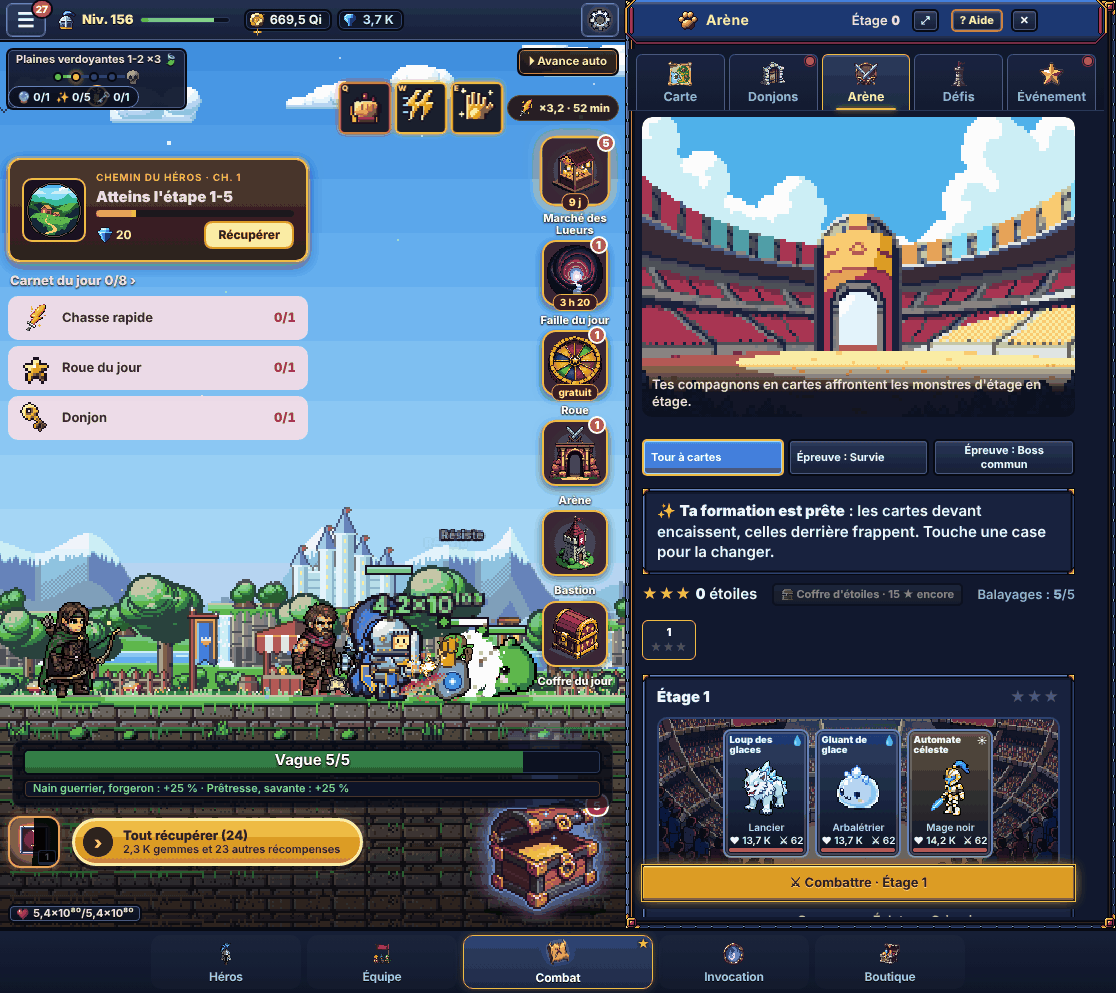 27
Niv. 156
669,5 Qi
3,7 K
Plaines verdoyantes 1-2 ×3
0/1
0/5
0/1
Avance auto
Q
W
E
×3,2 · 52 min
CHEMIN DU HÉROS · CH. 1
Atteins l'étape 1-5
20
Récupérer
Carnet du jour 0/8 ›
Chasse rapide 0/1
Roue du jour 0/1
Donjon 0/1
5
9 j
Marché des
Lueurs
1
3 h 20
Faille du jour
1
gratuit
Roue
1
Arène
Bastion
Coffre du jour
Résiste
Vague 5/5
Nain guerrier, forgeron : +25 % · Prêtresse, savante : +25 %
1
Tout récupérer (24)
2,3 K gemmes et 23 autres récompenses
5,4×10⁸⁰/5,4×10⁸⁰
Arène
Étage 0
? Aide
×
Carte
Donjons
Arène
Défis
Événement
Tes compagnons en cartes affrontent les monstres d'étage en
étage.
Tour à cartes
Épreuve : Survie
Épreuve : Boss
commun
Ta formation est prête : les cartes devant
encaissent, celles derrière frappent. Touche une case
pour la changer.
0 étoiles
Coffre d'étoiles · 15 ★ encore
Balayages : 5/5
1
Étage 1
Loup des
glaces
Lancier
13,7 K 62
Gluant de
glace
Arbalétrier
13,7 K 62
Automate
céleste
Mage noir
14,2 K 62
Combattre · Étage 1
Héros
Équipe
Combat
Invocation
Boutique